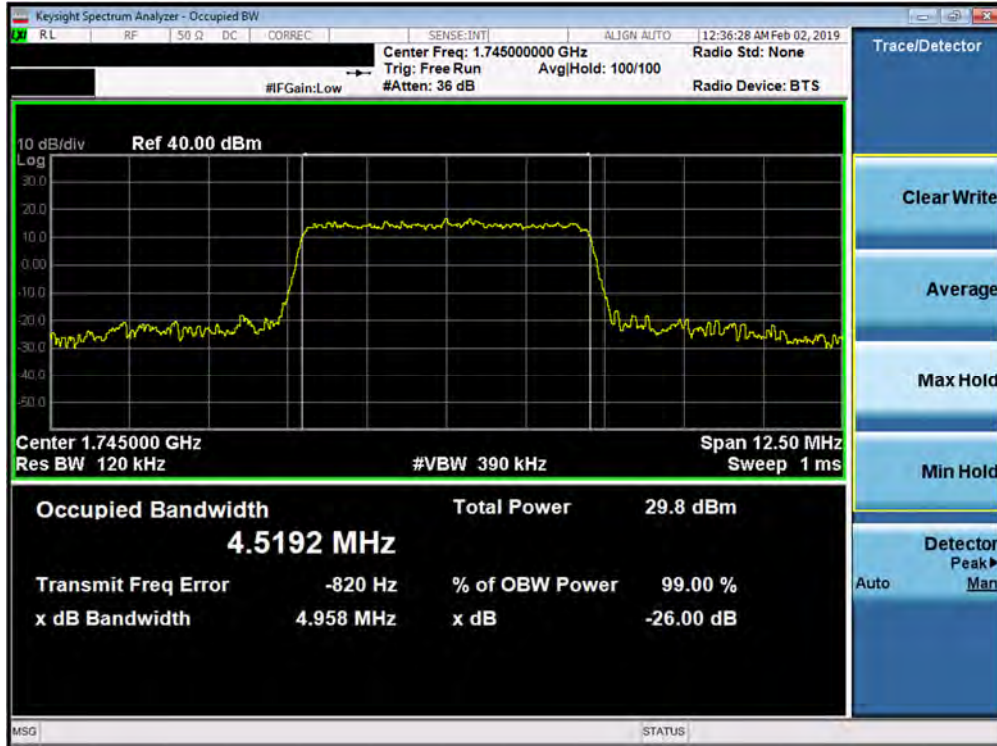 Keysight Spectrum Analyzer - Occupied BW
LXI RL RF 50 Ω DC CORREC SENSE:INT ALIGN AUTO 12:36:28 AM Feb 02, 2019
Center Freq: 1.745000000 GHz Radio Std: None
Trig: Free Run Avg|Hold: 100/100
#IFGain:Low #Atten: 36 dB Radio Device: BTS
10 dB/div Ref 40.00 dBm
Log
30.0
20.0
10.0
0.00
-10.0
-20.0
-30.0
-40.0
-50.0
Center 1.745000 GHz Span 12.50 MHz
Res BW 120 kHz #VBW 390 kHz Sweep 1 ms
Occupied Bandwidth Total Power 29.8 dBm
4.5192 MHz
Transmit Freq Error -820 Hz % of OBW Power 99.00 %
x dB Bandwidth 4.958 MHz x dB -26.00 dB
MSG STATUS
Trace/Detector
Clear Write
Average
Max Hold
Min Hold
Detector
Peak▶
Auto Man